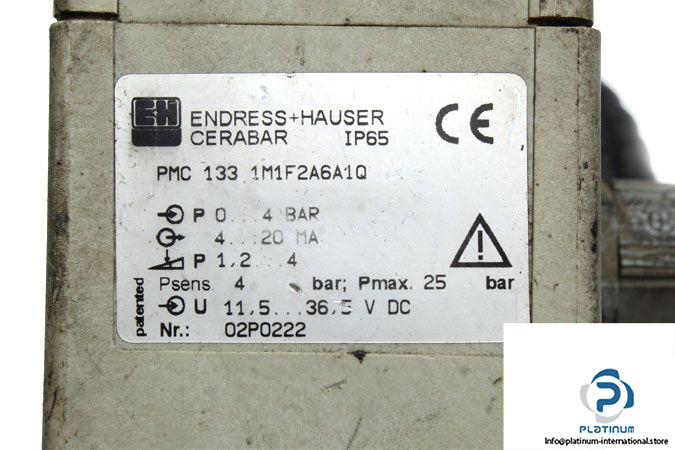 EH
ENDRESS+HAUSER
CERABAR IP65
CE
PMC 133 1M1F2A6A1Q
P 0...4 BAR
4...20 MA
P 1,2...4
Psens. 4 bar; Pmax. 25 bar
U 11,5...36,5 V DC
Nr.: 02P0222
patented
PLATINUM
Info@platinum-international.store